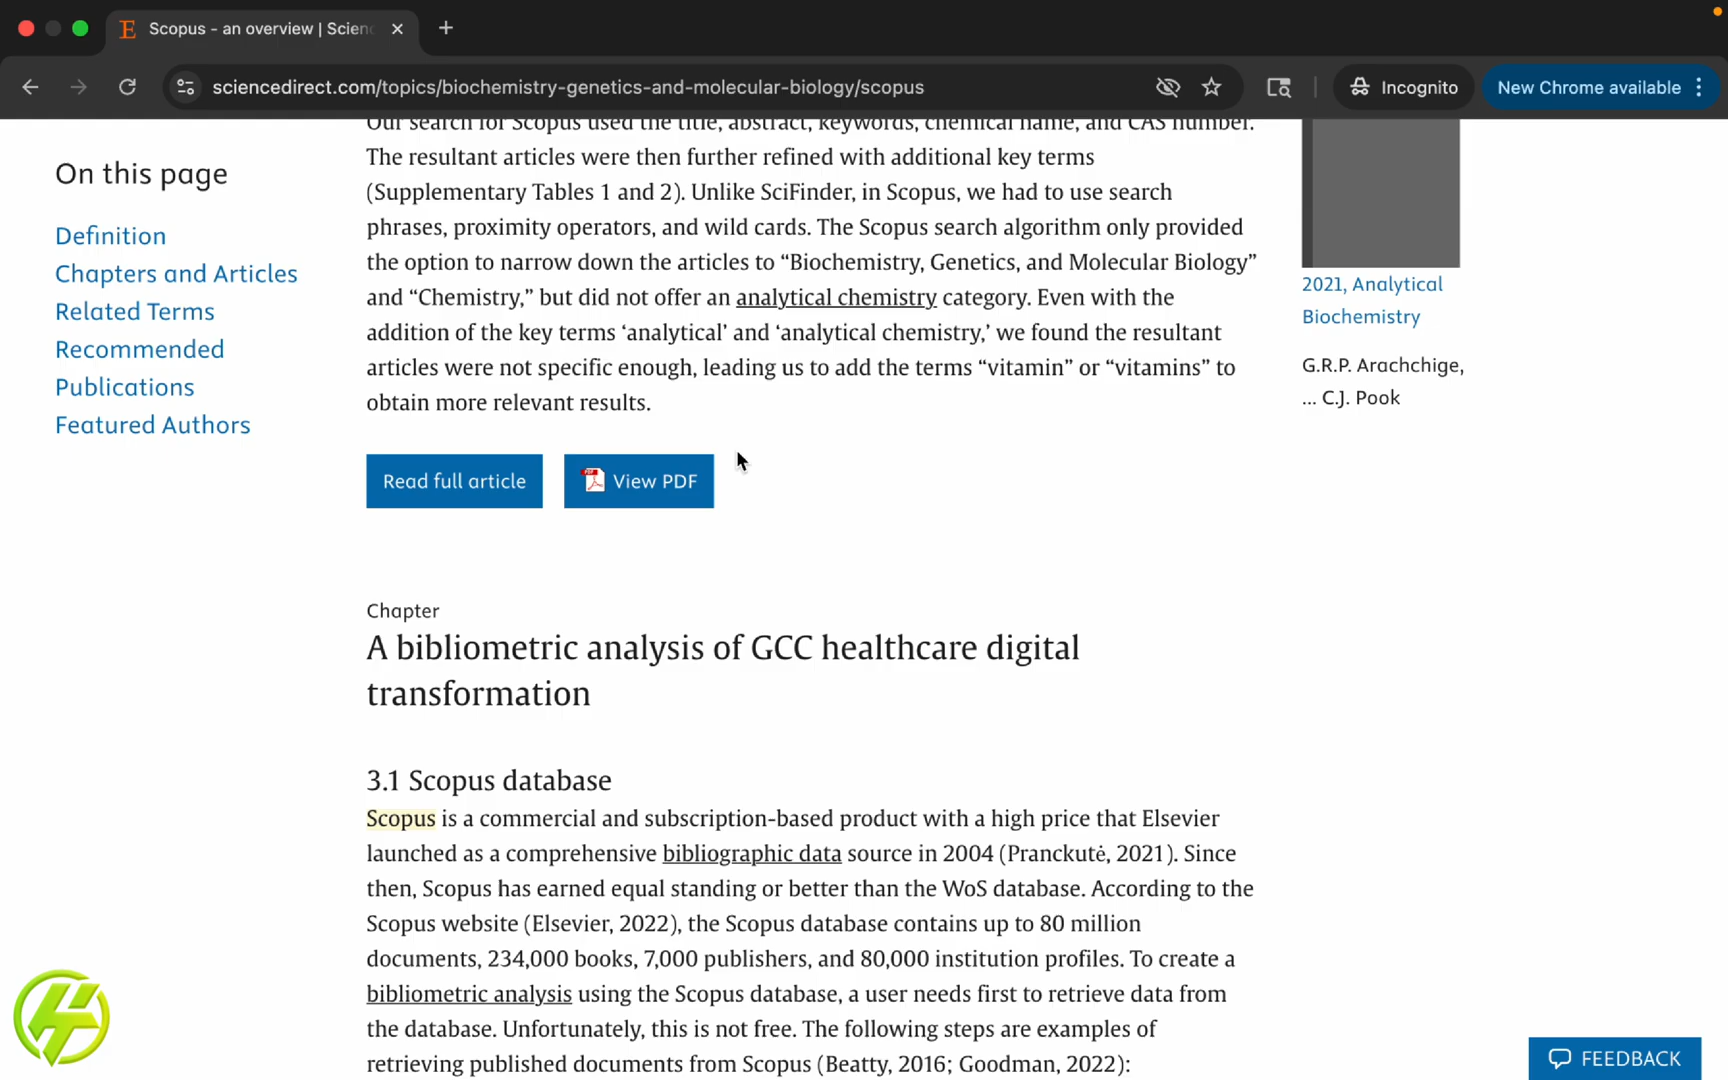 Scopus - an overview | Scien
sciencedirect.com/topics/biochemistry-genetics-and-molecular-biology/scopus
Incognito
New Chrome available
On this page
Definition
Chapters and Articles
Related Terms
Recommended
Publications
Featured Authors
Our search for Scopus used the title, abstract, keywords, chemical name, and CAS number.
The resultant articles were then further refined with additional key terms
(Supplementary Tables 1 and 2). Unlike SciFinder, in Scopus, we had to use search
phrases, proximity operators, and wild cards. The Scopus search algorithm only provided
the option to narrow down the articles to “Biochemistry, Genetics, and Molecular Biology”
and “Chemistry,” but did not offer an analytical chemistry category. Even with the
addition of the key terms ‘analytical’ and ‘analytical chemistry,’ we found the resultant
articles were not specific enough, leading us to add the terms “vitamin” or “vitamins” to
obtain more relevant results.
2021, Analytical
Biochemistry
G.R.P. Arachchige,
... C.J. Pook
Read full article
View PDF
Chapter
A bibliometric analysis of GCC healthcare digital
transformation
3.1 Scopus database
Scopus is a commercial and subscription-based product with a high price that Elsevier
launched as a comprehensive bibliographic data source in 2004 (Pranckutė, 2021). Since
then, Scopus has earned equal standing or better than the WoS database. According to the
Scopus website (Elsevier, 2022), the Scopus database contains up to 80 million
documents, 234,000 books, 7,000 publishers, and 80,000 institution profiles. To create a
bibliometric analysis using the Scopus database, a user needs first to retrieve data from
the database. Unfortunately, this is not free. The following steps are examples of
retrieving published documents from Scopus (Beatty, 2016; Goodman, 2022):
FEEDBACK